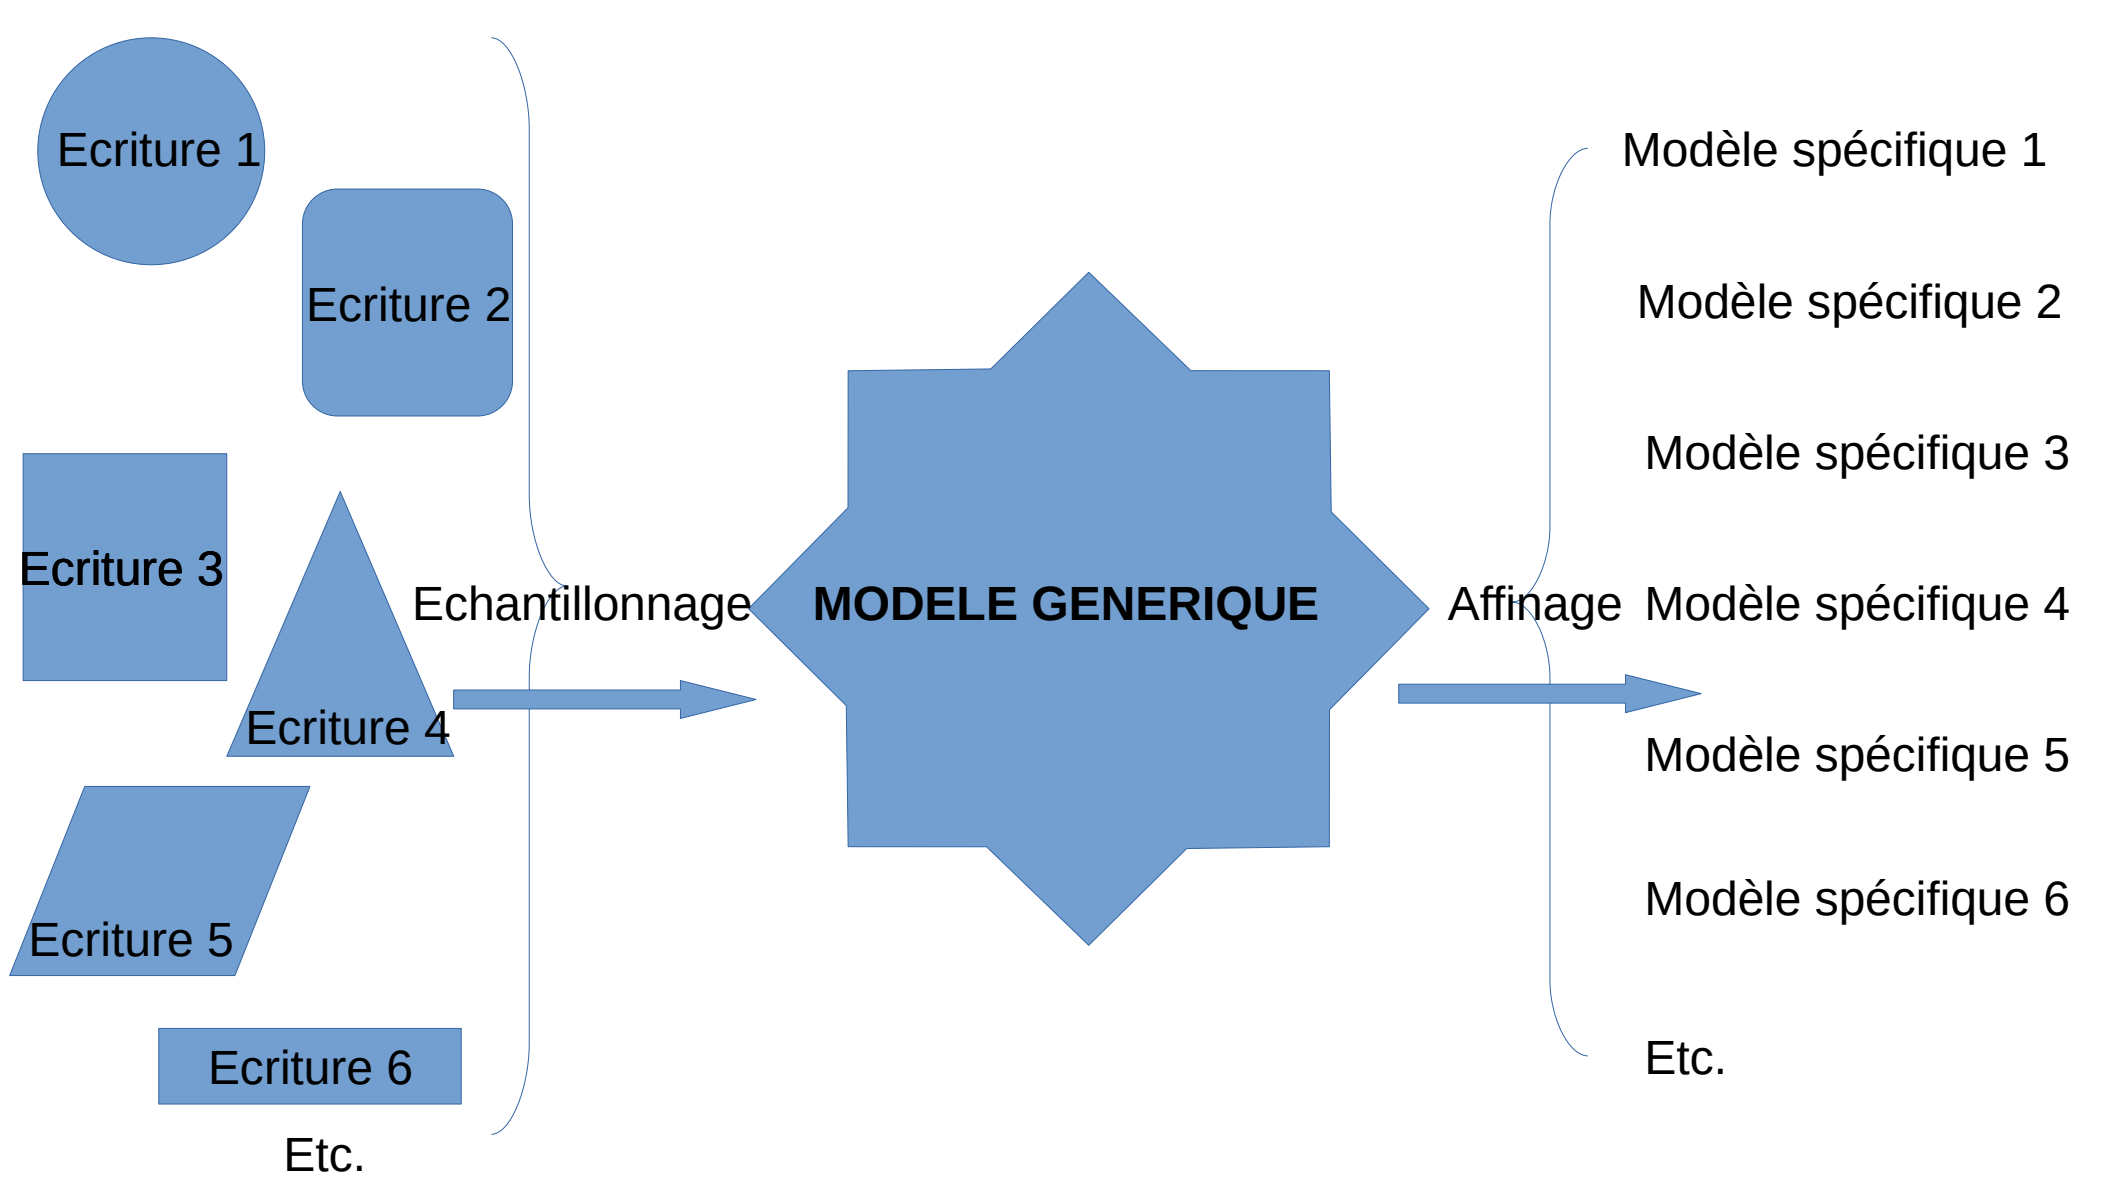 Ecriture 1
Ecriture 2
Ecriture 3
Ecriture 4
Ecriture 5
Ecriture 6
Etc.
Echantillonnage
MODELE GENERIQUE
Affinage
Modèle spécifique 1
Modèle spécifique 2
Modèle spécifique 3
Modèle spécifique 4
Modèle spécifique 5
Modèle spécifique 6
Etc.